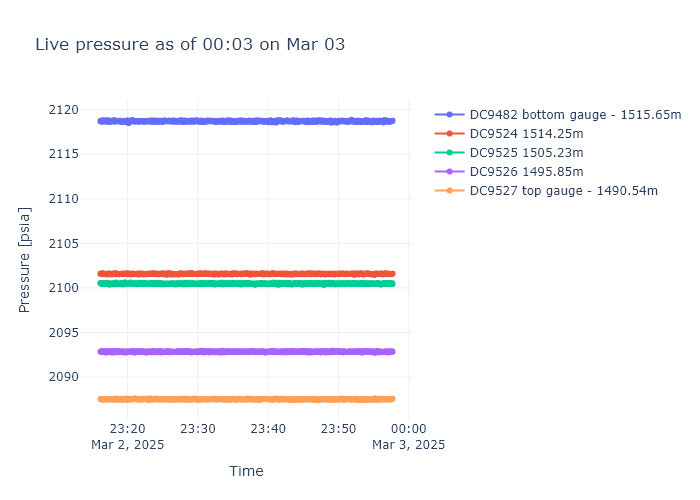 Live pressure as of 00:03 on Mar 03
2120
2115
2110
2105
2100
2095
2090
Pressure [psia]
23:20
Mar 2, 2025
23:30
23:40
23:50
00:00
Mar 3, 2025
Time
DC9482 bottom gauge - 1515.65m
DC9524 1514.25m
DC9525 1505.23m
DC9526 1495.85m
DC9527 top gauge - 1490.54m